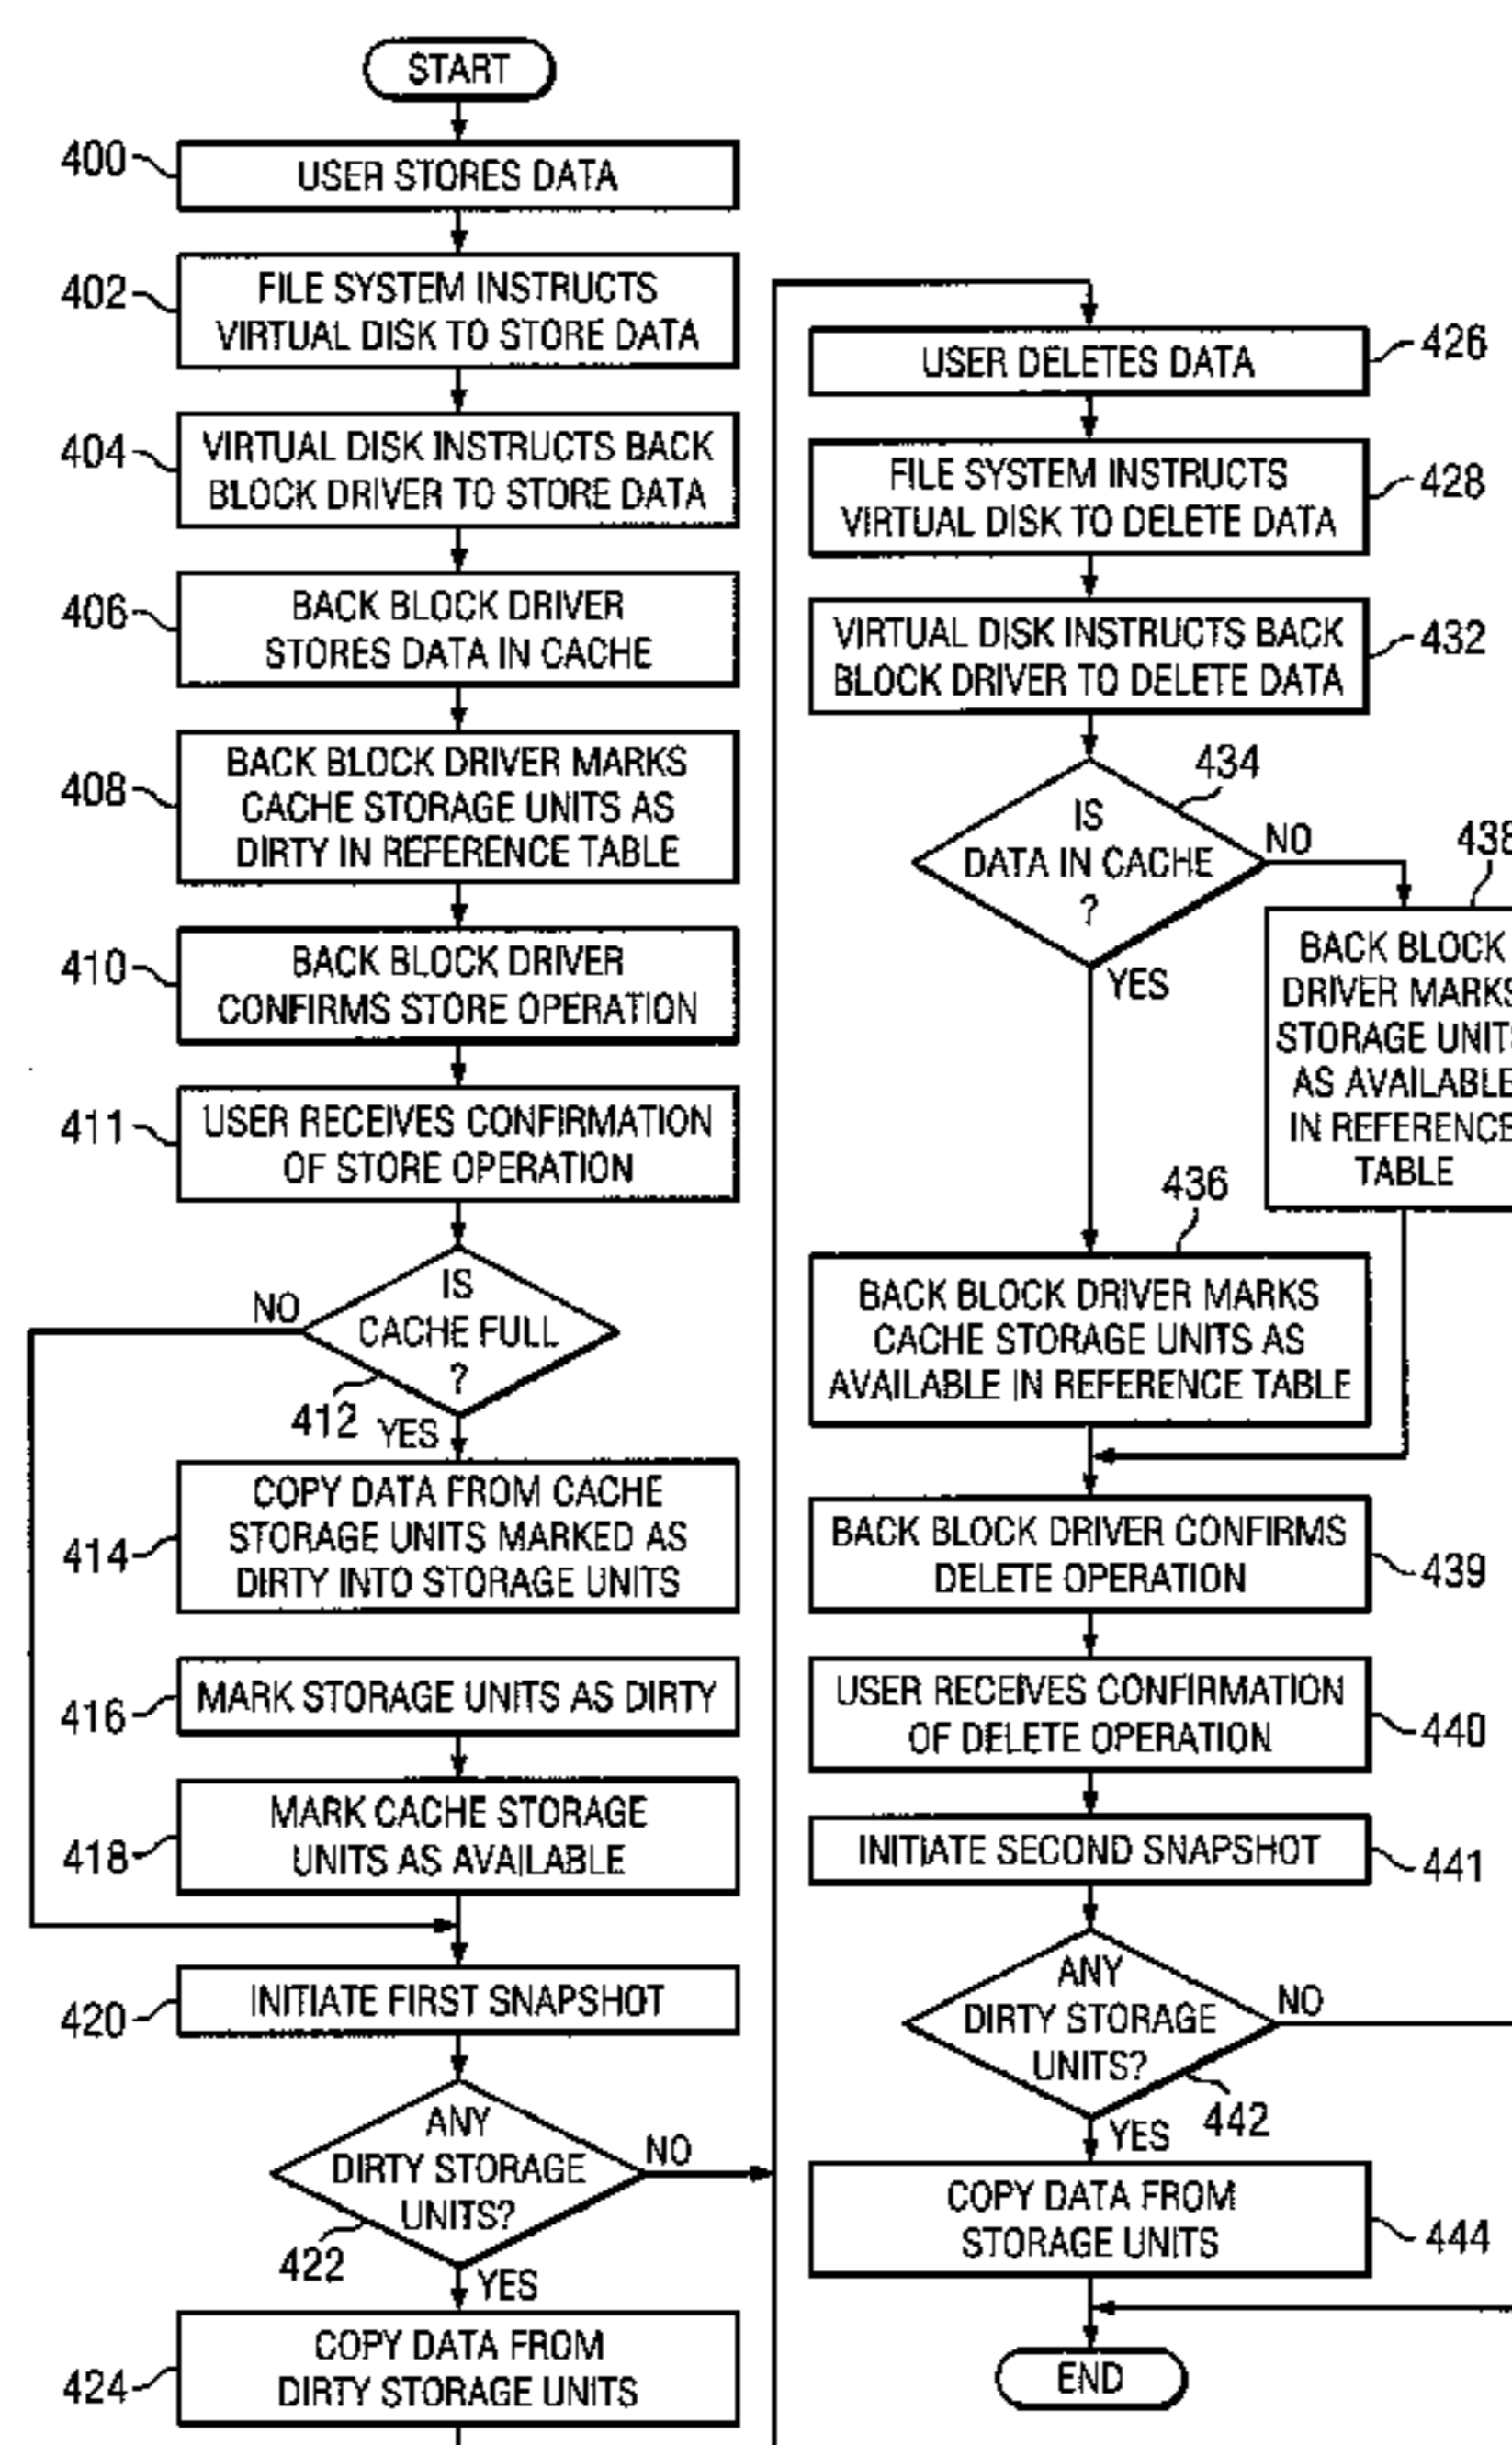 START
400
USER STORES DATA
402
FILE SYSTEM INSTRUCTS
VIRTUAL DISK TO STORE DATA
404
VIRTUAL DISK INSTRUCTS BACK
BLOCK DRIVER TO STORE DATA
406
BACK BLOCK DRIVER
STORES DATA IN CACHE
408
BACK BLOCK DRIVER MARKS
CACHE STORAGE UNITS AS
DIRTY IN REFERENCE TABLE
410
BACK BLOCK DRIVER
CONFIRMS STORE OPERATION
411
USER RECEIVES CONFIRMATION
OF STORE OPERATION
IS
CACHE FULL
?
NO
412
YES
414
COPY DATA FROM CACHE
STORAGE UNITS MARKED AS
DIRTY INTO STORAGE UNITS
416
MARK STORAGE UNITS AS DIRTY
418
MARK CACHE STORAGE
UNITS AS AVAILABLE
420
INITIATE FIRST SNAPSHOT
ANY
DIRTY STORAGE
UNITS?
NO
422
YES
424
COPY DATA FROM
DIRTY STORAGE UNITS
USER DELETES DATA
426
FILE SYSTEM INSTRUCTS
VIRTUAL DISK TO DELETE DATA
428
VIRTUAL DISK INSTRUCTS BACK
BLOCK DRIVER TO DELETE DATA
432
434
IS
DATA IN CACHE
?
NO
YES
438
BACK BLOCK
DRIVER MARKS
STORAGE UNITS
AS AVAILABLE
IN REFERENCE
TABLE
436
BACK BLOCK DRIVER MARKS
CACHE STORAGE UNITS AS
AVAILABLE IN REFERENCE TABLE
BACK BLOCK DRIVER CONFIRMS
DELETE OPERATION
439
USER RECEIVES CONFIRMATION
OF DELETE OPERATION
440
INITIATE SECOND SNAPSHOT
441
ANY
DIRTY STORAGE
UNITS?
NO
442
YES
COPY DATA FROM
STORAGE UNITS
444
END